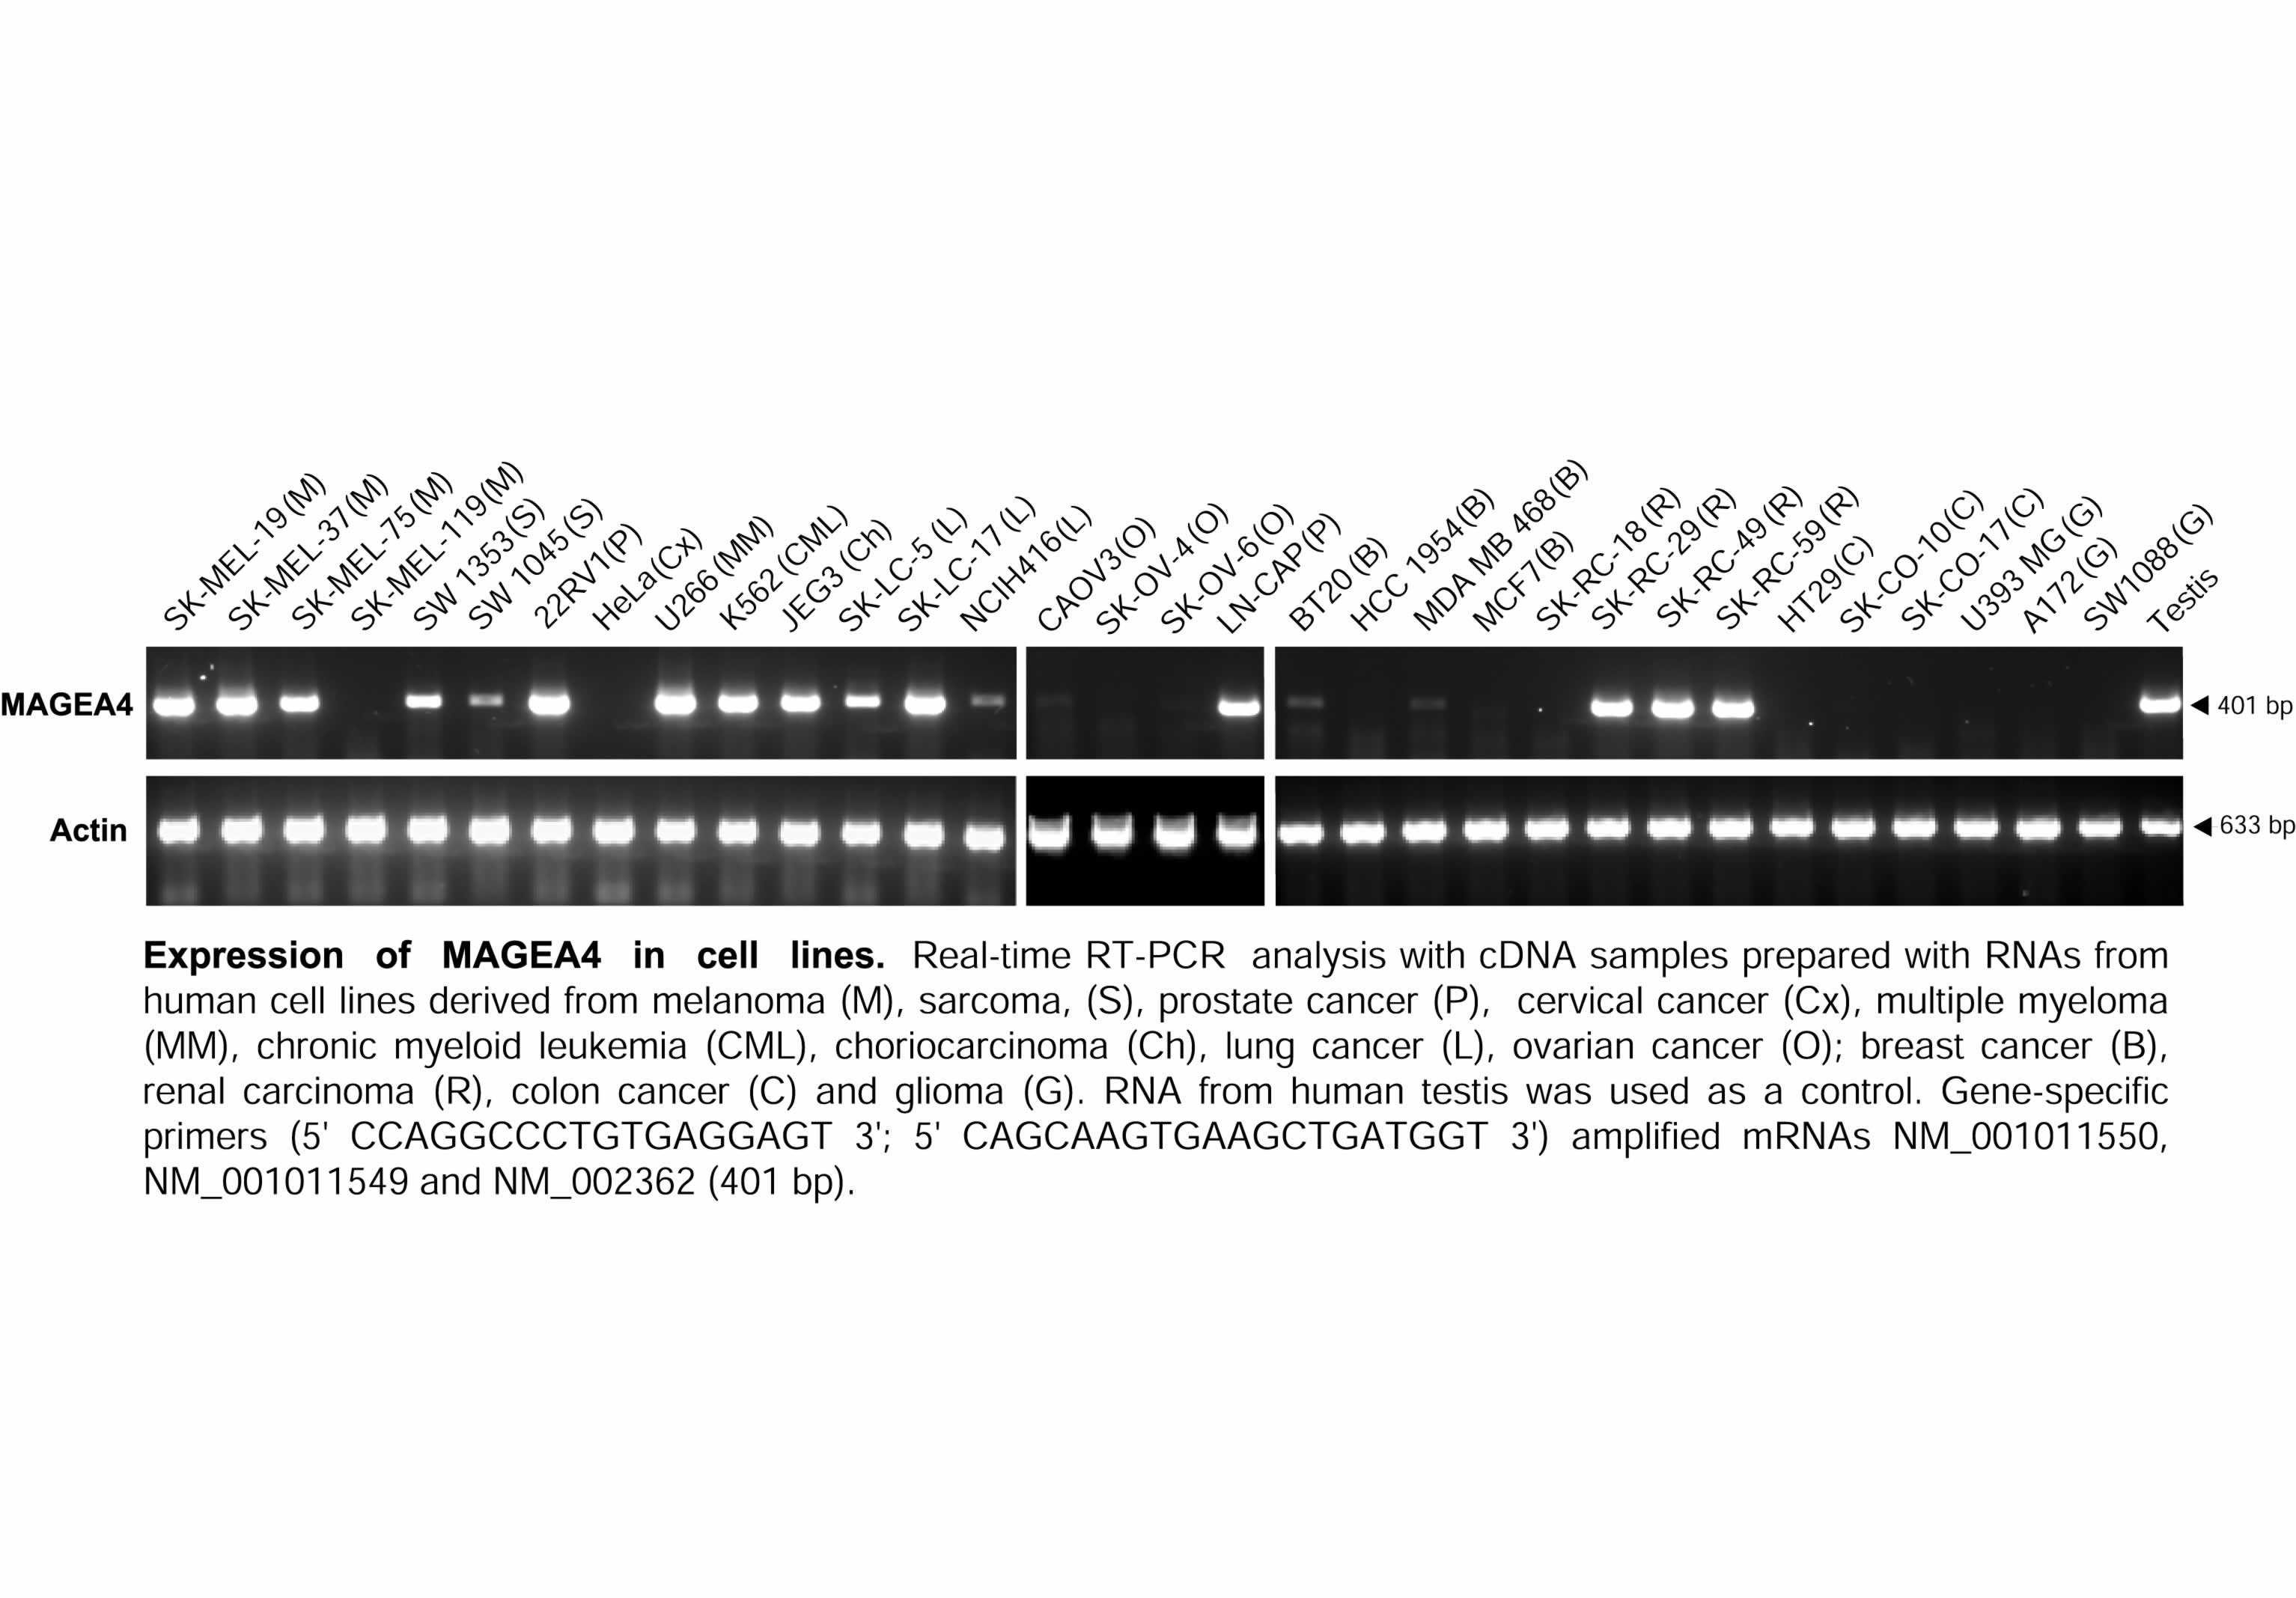 SK-MEL-19 (M)
SK-MEL-37 (M)
SK-MEL-75 (M)
SK-MEL-119 (M)
SW 1353 (S)
SW 1045 (S)
22RV1 (P)
HeLa (Cx)
U266 (MM)
K562 (CML)
JEG3 (Ch)
SK-LC-5 (L)
SK-LC-17 (L)
NCIH416 (L)
CAOV3 (O)
SK-OV-4 (O)
SK-OV-6 (O)
LN-CAP (P)
BT20 (B)
HCC 1954 (B)
MDA MB 468 (B)
MCF7 (B)
SK-RC-18 (R)
SK-RC-29 (R)
SK-RC-49 (R)
SK-RC-59 (R)
HT29 (C)
SK-CO-10 (C)
SK-CO-17 (C)
U393 MG (G)
A172 (G)
SW1088 (G)
Testis
MAGEA4
401 bp
Actin
633 bp
Expression of MAGEA4 in cell lines. Real-time RT-PCR analysis with cDNA samples prepared with RNAs from
human cell lines derived from melanoma (M), sarcoma, (S), prostate cancer (P), cervical cancer (Cx), multiple myeloma
(MM), chronic myeloid leukemia (CML), choriocarcinoma (Ch), lung cancer (L), ovarian cancer (O); breast cancer (B),
renal carcinoma (R), colon cancer (C) and glioma (G). RNA from human testis was used as a control. Gene-specific
primers (5' CCAGGCCCTGTGAGGAGT 3'; 5' CAGCAAGTGAAGCTGATGGT 3') amplified mRNAs NM_001011550,
NM_001011549 and NM_002362 (401 bp).